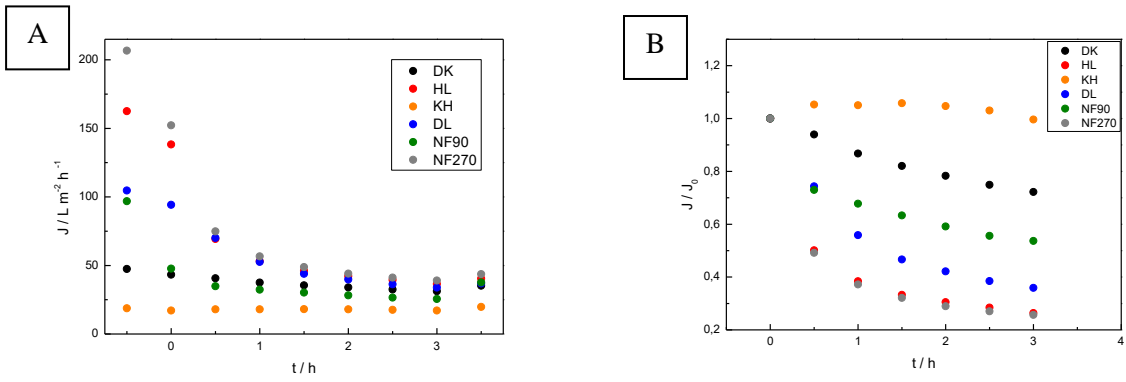 A
200
150
100
50
0
J / L m⁻² h⁻¹
0 1 2 3
t / h
DK
HL
KH
DL
NF90
NF270
B
1,2
1,0
0,8
0,6
0,4
0,2
J / J₀
0 1 2 3 4
t / h
DK
HL
KH
DL
NF90
NF270